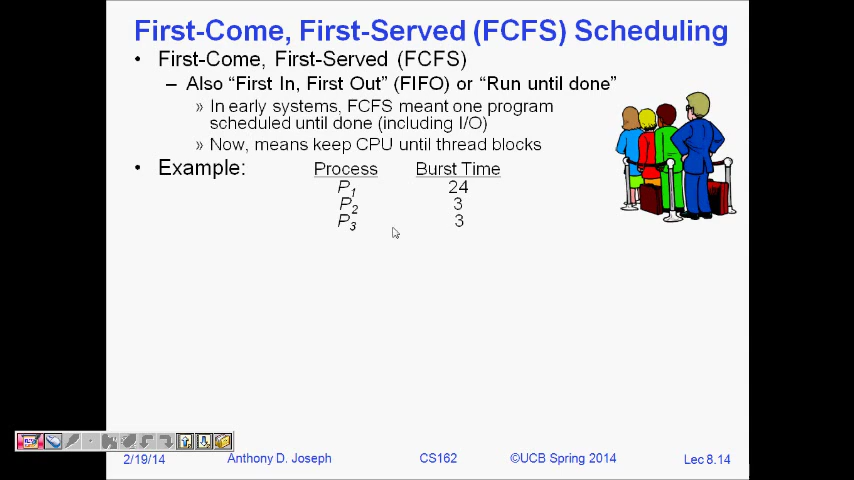 First-Come, First-Served (FCFS) Scheduling
• First-Come, First-Served (FCFS)
– Also “First In, First Out” (FIFO) or “Run until done”
» In early systems, FCFS meant one program
scheduled until done (including I/O)
» Now, means keep CPU until thread blocks
• Example: Process Burst Time
P1 24
P2 3
P3 3
2/19/14 Anthony D. Joseph CS162 ©UCB Spring 2014 Lec 8.14